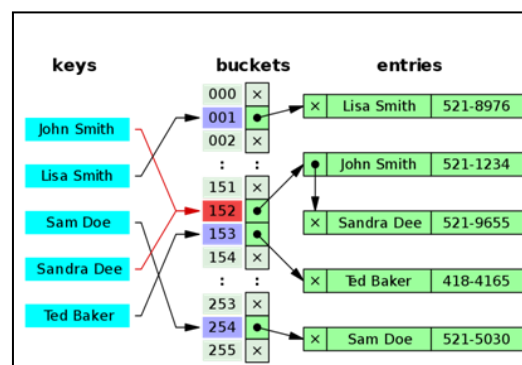 keys buckets entries
000 ×
001 × Lisa Smith 521-8976
John Smith
002 ×
: :
151 × John Smith 521-1234
Lisa Smith
152
Sam Doe × Sandra Dee 521-9655
153
154 ×
Sandra Dee
: : × Ted Baker 418-4165
253 ×
Ted Baker
254 × Sam Doe 521-5030
255 ×